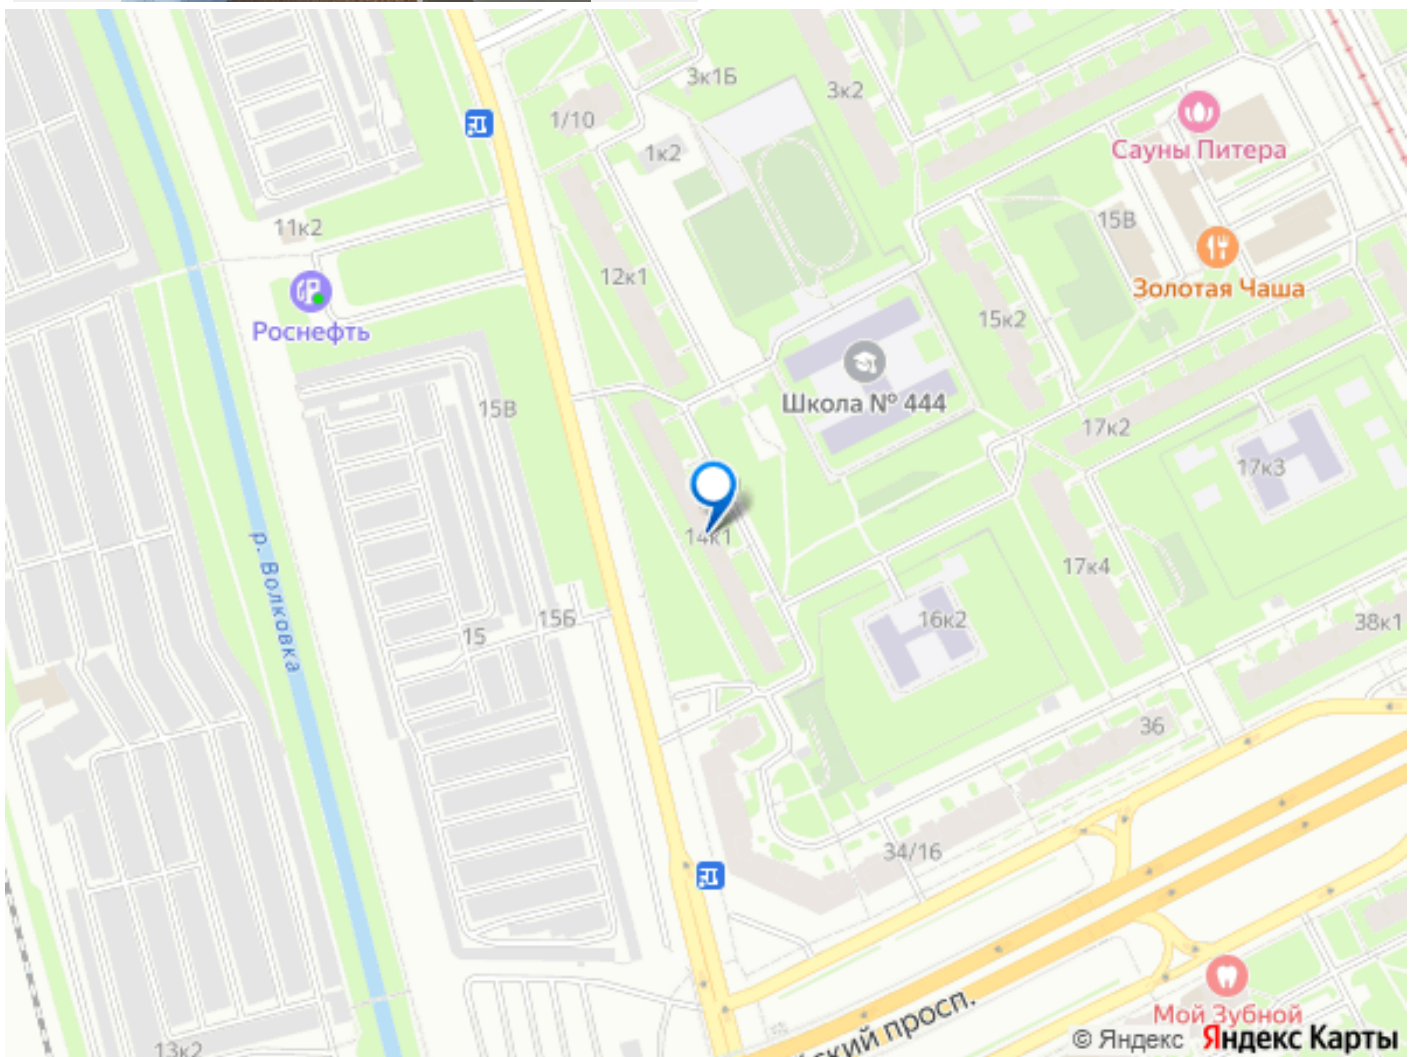 3к1Б
3к2
1/10
1к2
Сауны Питера
11к2
15В
12к1
Золотая Чаша
15к2
Роснефть
Школа № 444
15В
17к2
17к3
14к1
р. Волковка
17к4
15Б
16к2
15
38к1
36
34/16
ский просп.
Мой Зубной
13к2
© Яндекс Яндекс Карты